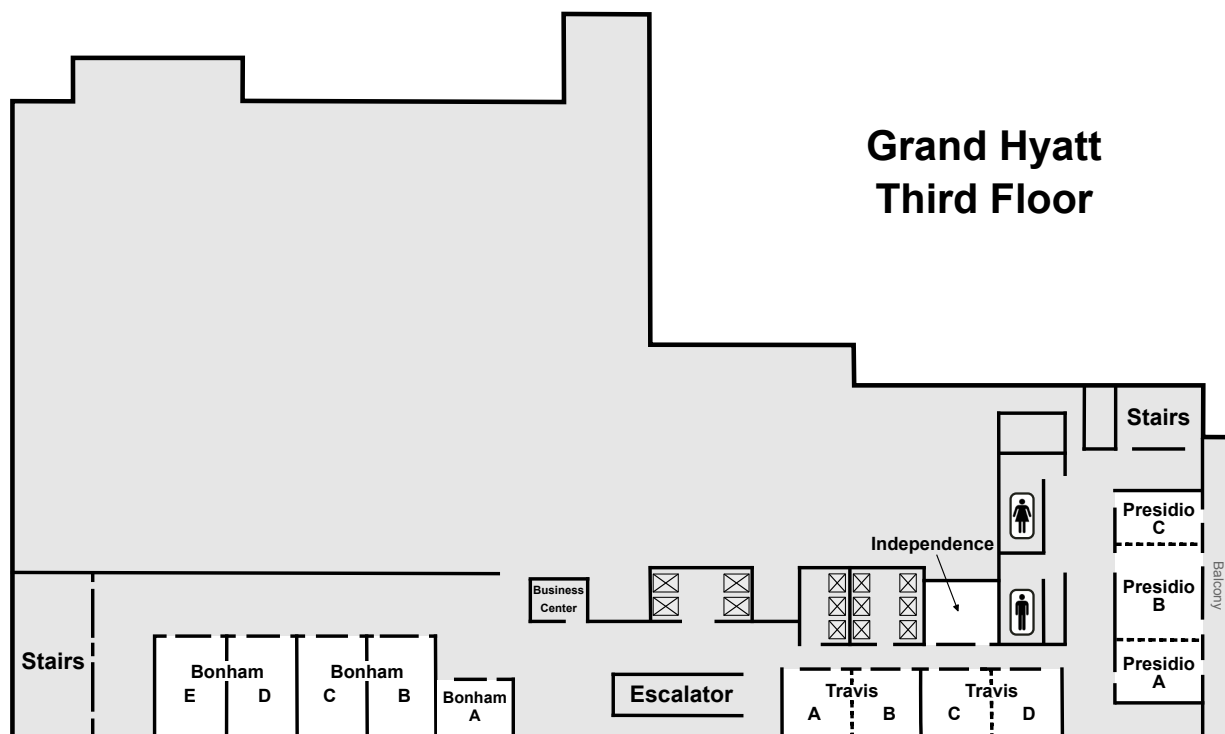 Grand Hyatt
Third Floor
Stairs
Presidio
C
Independence
Presidio
B
Balcony
Business
Center
Stairs
Bonham
E D
Bonham
C B
Bonham
A
Escalator
Travis
A B
Travis
C D
Presidio
A